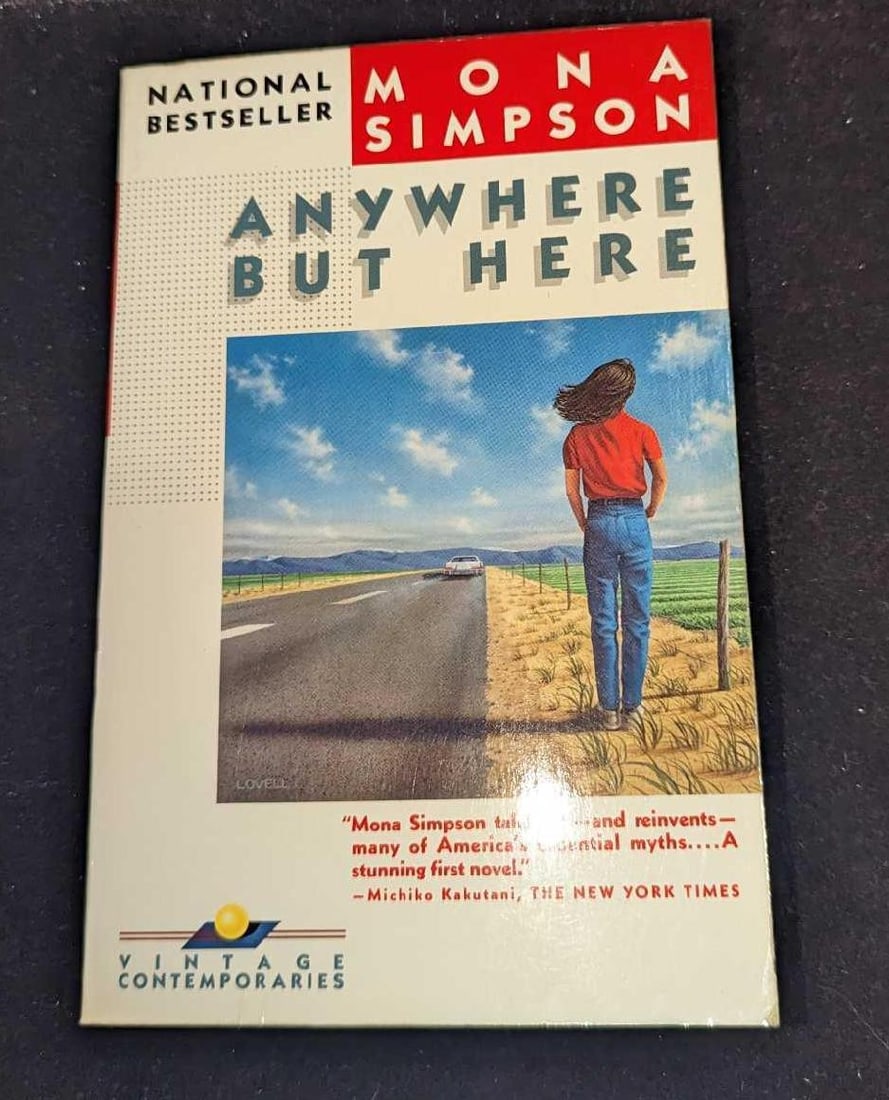 NATIONAL
BESTSELLER
MONA
SIMPSON
ANYWHERE
BUT HERE
LOVELL
"Mona Simpson —and reinvents—
many of America's essential myths....A
stunning first novel."
—Michiko Kakutani, THE NEW YORK TIMES
VINTAGE
CONTEMPORARIES